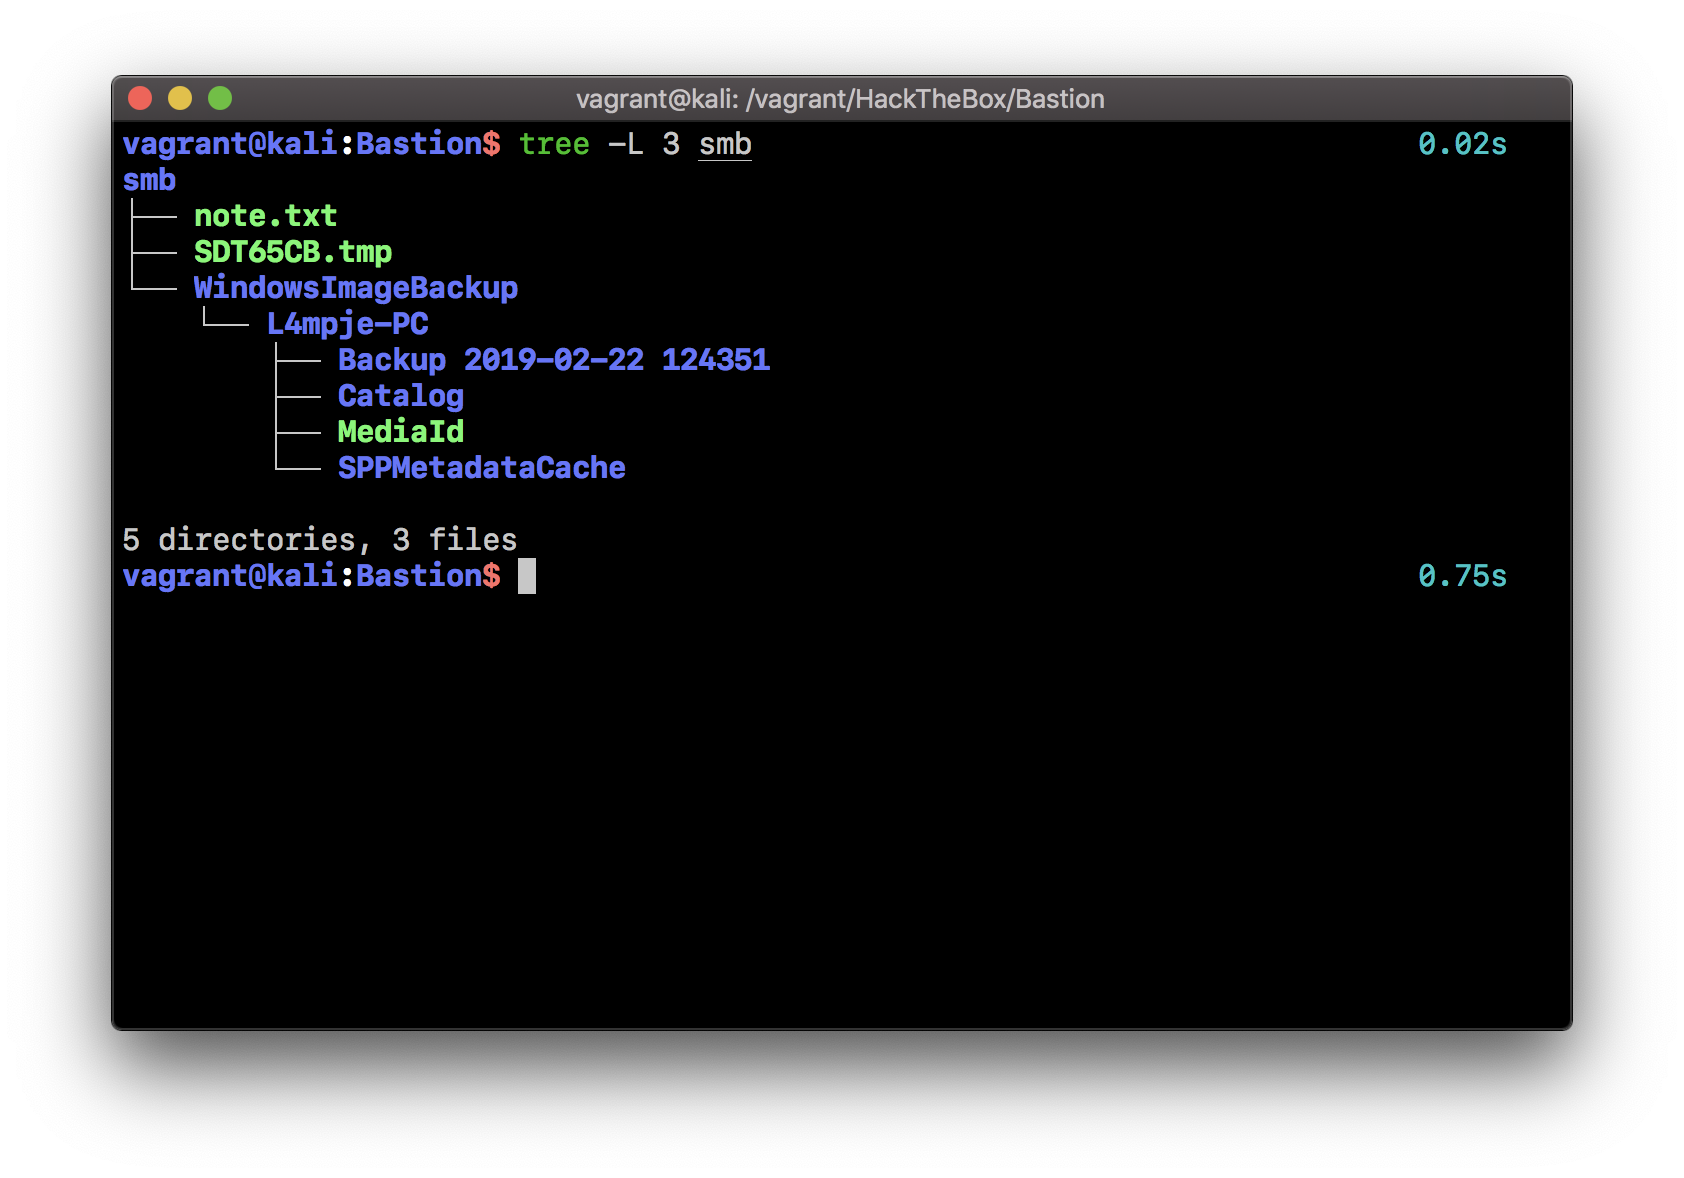 vagrant@kali: /vagrant/HackTheBox/Bastion
vagrant@kali:Bastion$ tree -L 3 smb 0.02s
smb
├── note.txt
├── SDT65CB.tmp
└── WindowsImageBackup
    └── L4mpje-PC
        ├── Backup 2019-02-22 124351
        ├── Catalog
        ├── MediaId
        └── SPPMetadataCache
5 directories, 3 files
vagrant@kali:Bastion$ 0.75s